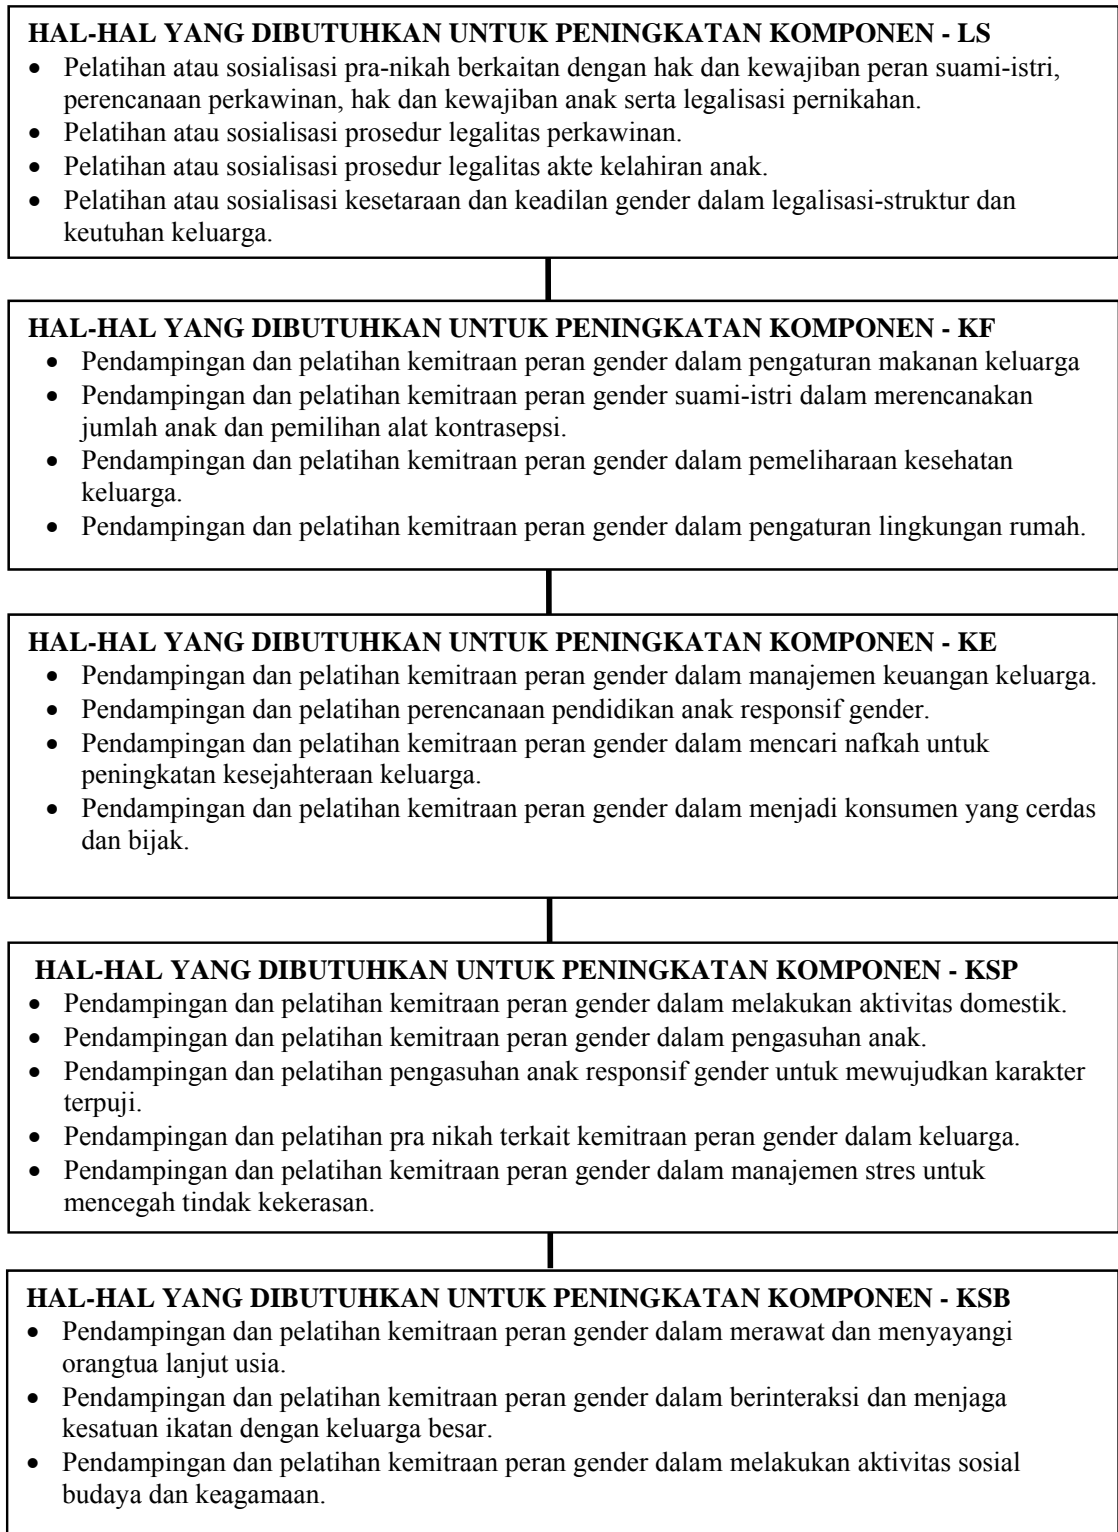 HAL-HAL YANG DIBUTUHKAN UNTUK PENINGKATAN KOMPONEN - LS
• Pelatihan atau sosialisasi pra-nikah berkaitan dengan hak dan kewajiban peran suami-istri,
perencanaan perkawinan, hak dan kewajiban anak serta legalisasi pernikahan.
• Pelatihan atau sosialisasi prosedur legalitas perkawinan.
• Pelatihan atau sosialisasi prosedur legalitas akte kelahiran anak.
• Pelatihan atau sosialisasi kesetaraan dan keadilan gender dalam legalisasi-struktur dan
keutuhan keluarga.
HAL-HAL YANG DIBUTUHKAN UNTUK PENINGKATAN KOMPONEN - KF
• Pendampingan dan pelatihan kemitraan peran gender dalam pengaturan makanan keluarga
• Pendampingan dan pelatihan kemitraan peran gender suami-istri dalam merencanakan
jumlah anak dan pemilihan alat kontrasepsi.
• Pendampingan dan pelatihan kemitraan peran gender dalam pemeliharaan kesehatan
keluarga.
• Pendampingan dan pelatihan kemitraan peran gender dalam pengaturan lingkungan rumah.
HAL-HAL YANG DIBUTUHKAN UNTUK PENINGKATAN KOMPONEN - KE
• Pendampingan dan pelatihan kemitraan peran gender dalam manajemen keuangan keluarga.
• Pendampingan dan pelatihan perencanaan pendidikan anak responsif gender.
• Pendampingan dan pelatihan kemitraan peran gender dalam mencari nafkah untuk
peningkatan kesejahteraan keluarga.
• Pendampingan dan pelatihan kemitraan peran gender dalam menjadi konsumen yang cerdas
dan bijak.
HAL-HAL YANG DIBUTUHKAN UNTUK PENINGKATAN KOMPONEN - KSP
• Pendampingan dan pelatihan kemitraan peran gender dalam melakukan aktivitas domestik.
• Pendampingan dan pelatihan kemitraan peran gender dalam pengasuhan anak.
• Pendampingan dan pelatihan pengasuhan anak responsif gender untuk mewujudkan karakter
terpuji.
• Pendampingan dan pelatihan pra nikah terkait kemitraan peran gender dalam keluarga.
• Pendampingan dan pelatihan kemitraan peran gender dalam manajemen stres untuk
mencegah tindak kekerasan.
HAL-HAL YANG DIBUTUHKAN UNTUK PENINGKATAN KOMPONEN - KSB
• Pendampingan dan pelatihan kemitraan peran gender dalam merawat dan menyayangi
orangtua lanjut usia.
• Pendampingan dan pelatihan kemitraan peran gender dalam berinteraksi dan menjaga
kesatuan ikatan dengan keluarga besar.
• Pendampingan dan pelatihan kemitraan peran gender dalam melakukan aktivitas sosial
budaya dan keagamaan.